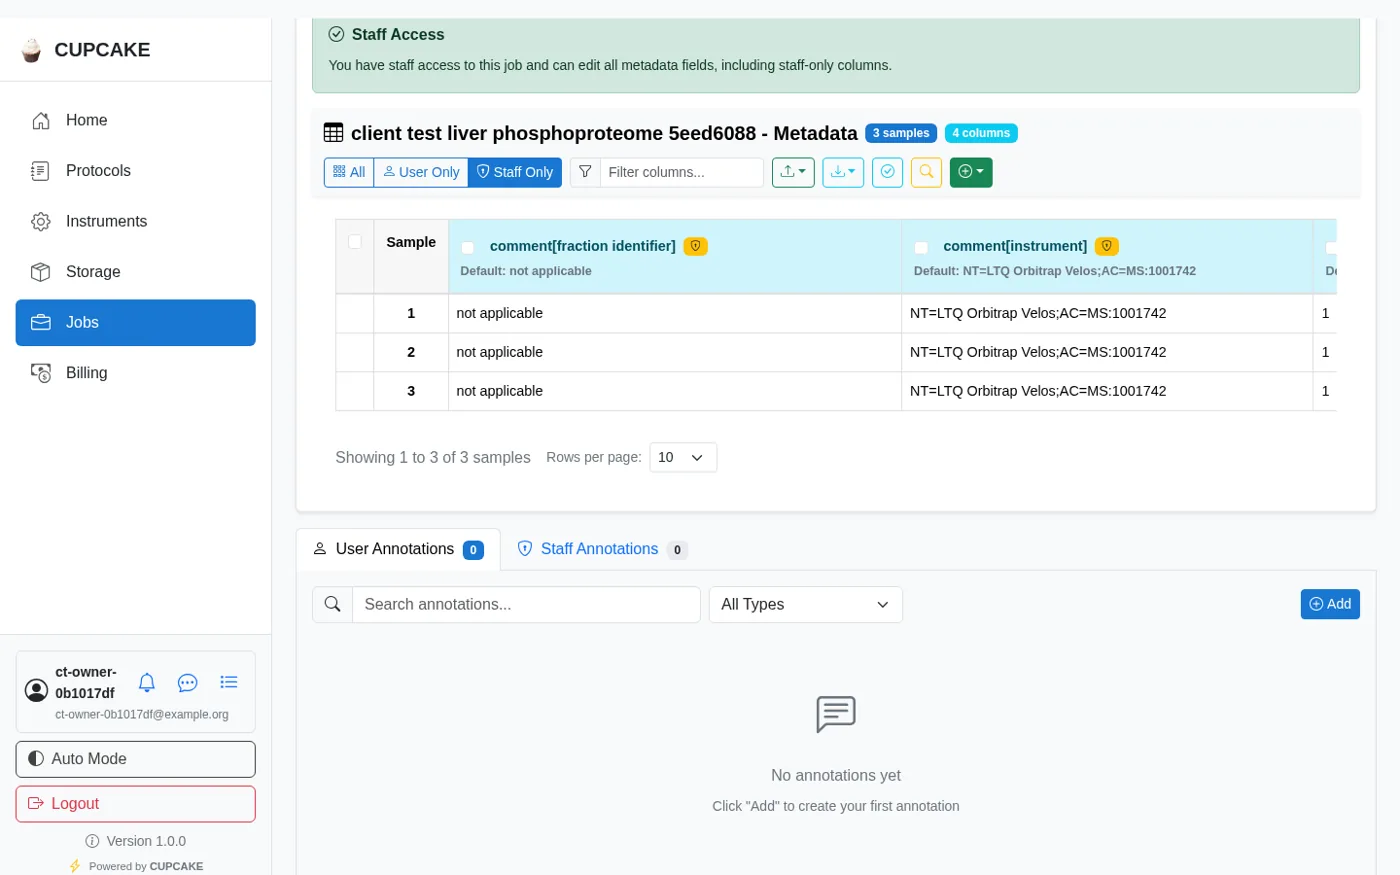 CUPCAKE
Home
Protocols
Instruments
Storage
Jobs
Billing
ct-owner-0b1017df
ct-owner-0b1017df@example.org
Auto Mode
Logout
Version 1.0.0
Powered by CUPCAKE
Staff Access
You have staff access to this job and can edit all metadata fields, including staff-only columns.
client test liver phosphoproteome 5eed6088 - Metadata 3 samples 4 columns
All User Only Staff Only Filter columns...
Sample comment[fraction identifier] comment[instrument]
Default: not applicable Default: NT=LTQ Orbitrap Velos;AC=MS:1001742
1 not applicable NT=LTQ Orbitrap Velos;AC=MS:1001742 1
2 not applicable NT=LTQ Orbitrap Velos;AC=MS:1001742 1
3 not applicable NT=LTQ Orbitrap Velos;AC=MS:1001742 1
Showing 1 to 3 of 3 samples Rows per page: 10
User Annotations 0 Staff Annotations 0
Search annotations... All Types Add
No annotations yet
Click "Add" to create your first annotation